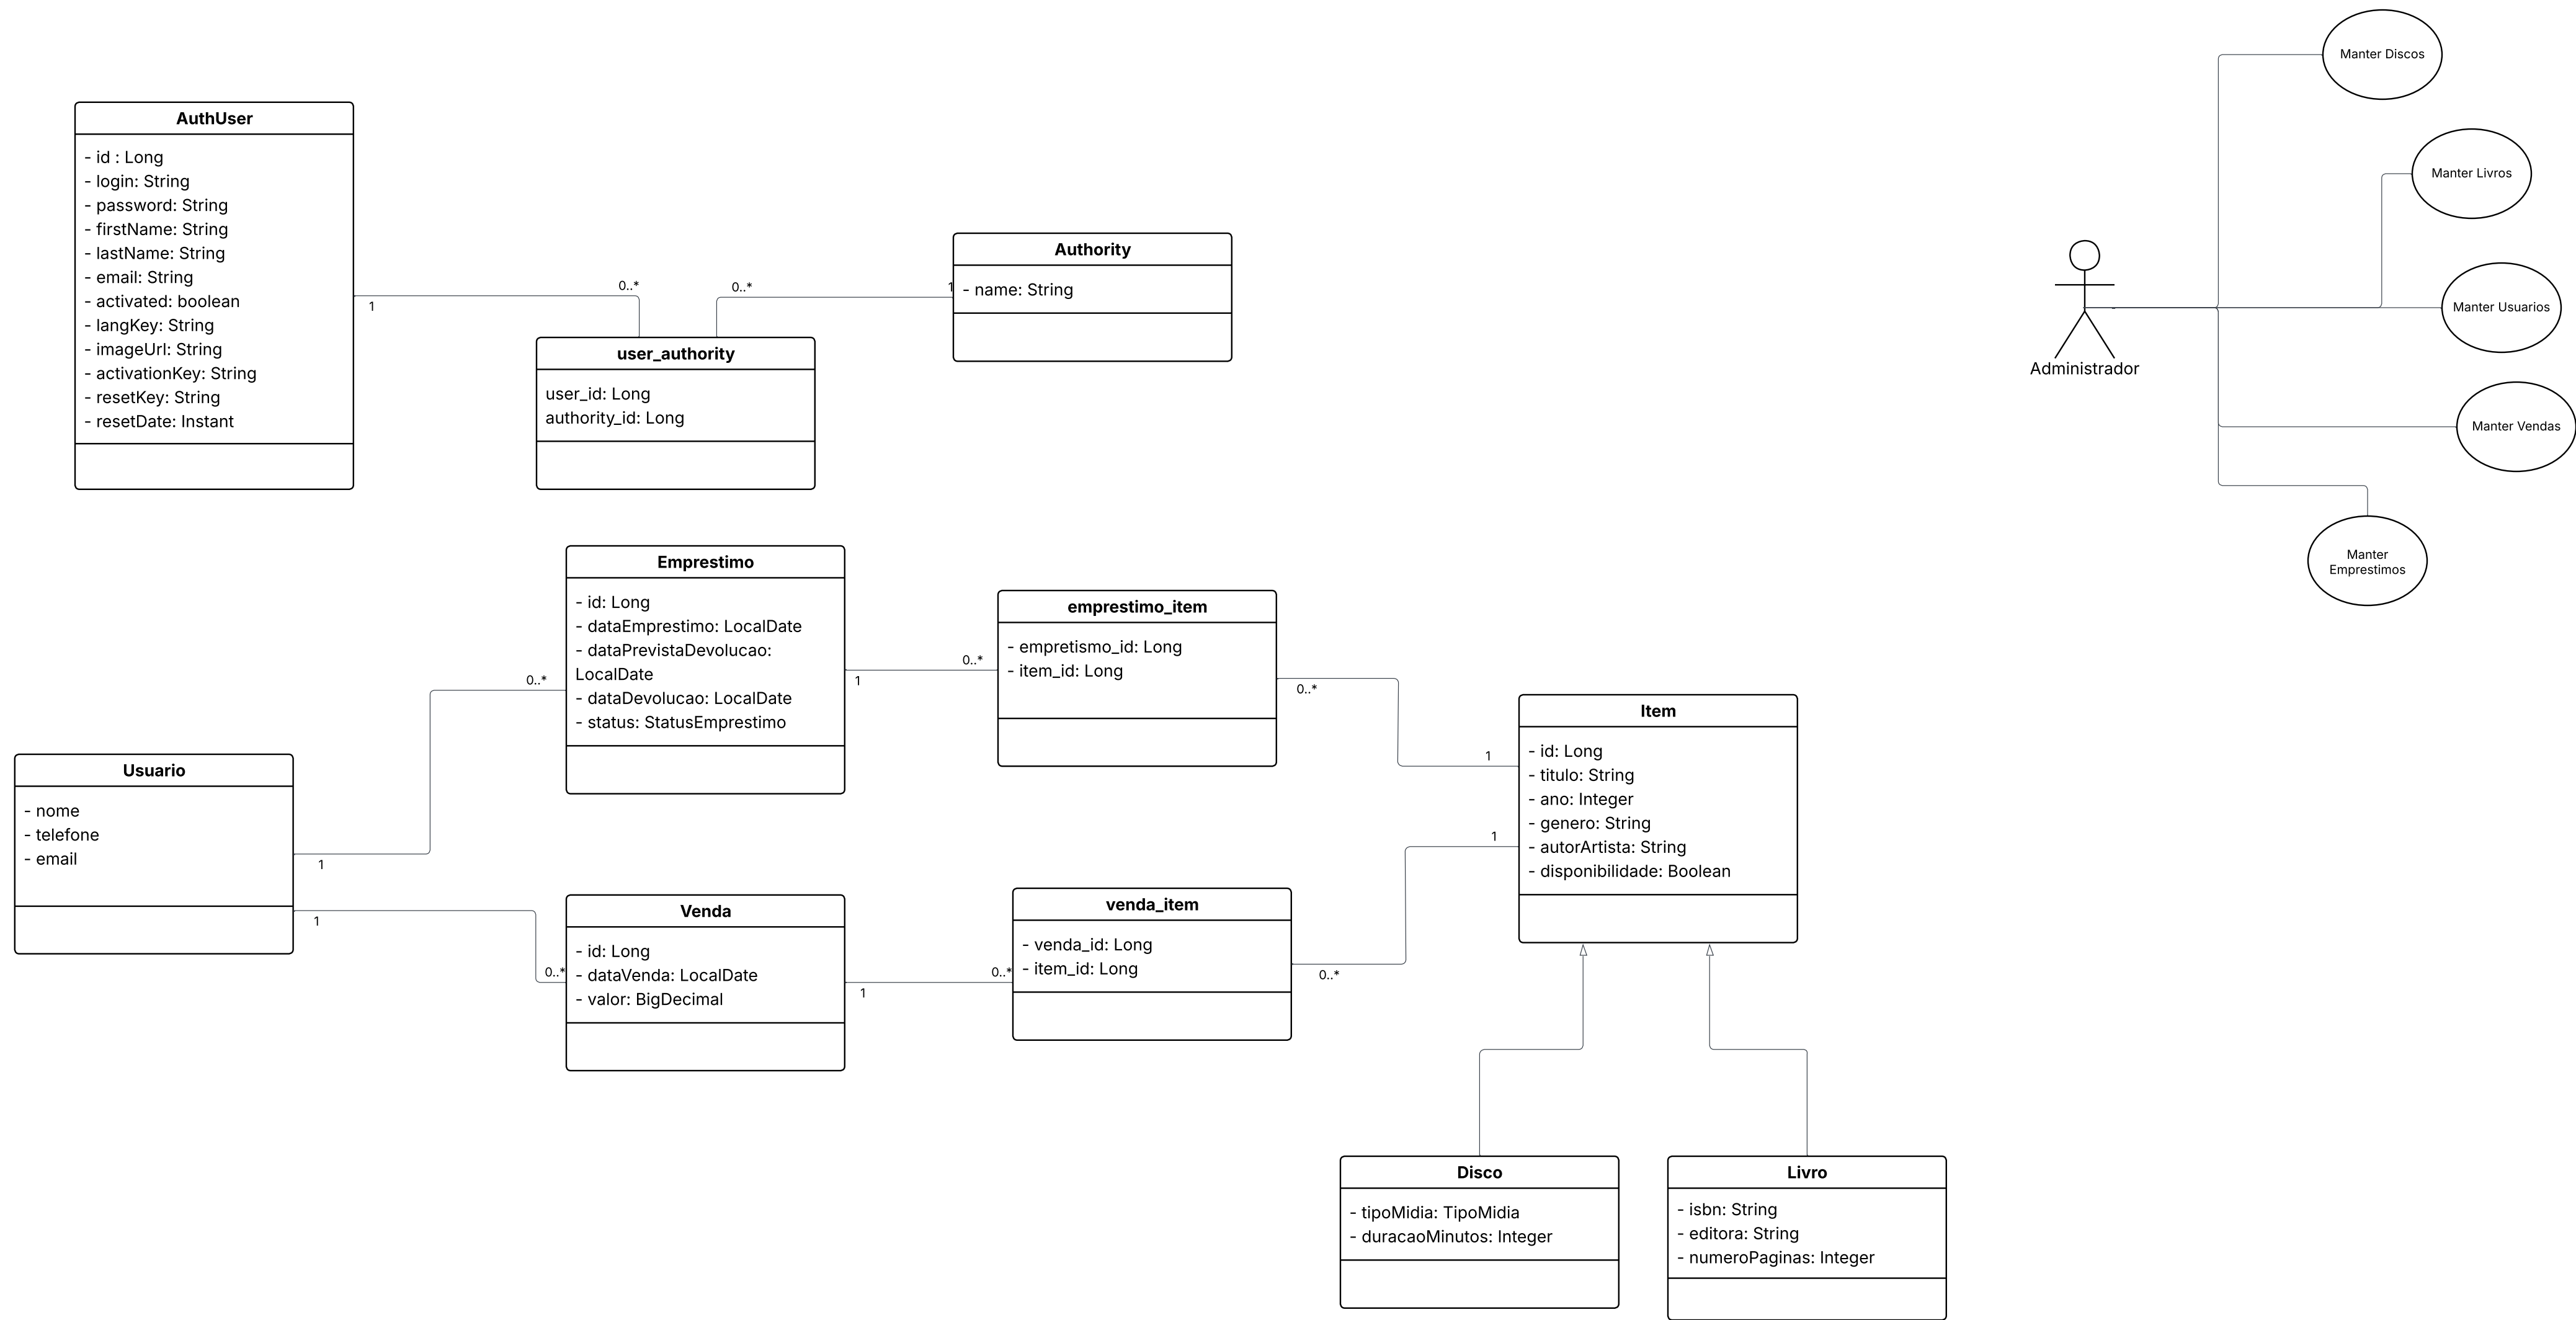 AuthUser
- id : Long
- login: String
- password: String
- firstName: String
- lastName: String
- email: String
- activated: boolean
- langKey: String
- imageUrl: String
- activationKey: String
- resetKey: String
- resetDate: Instant
1
0..*
0..*
1
user_authority
user_id: Long
authority_id: Long
Authority
- name: String
Administrador
Manter Discos
Manter Livros
Manter Usuarios
Manter Vendas
Manter
Emprestimos
Usuario
- nome
- telefone
- email
1
0..*
1
0..*
Emprestimo
- id: Long
- dataEmprestimo: LocalDate
- dataPrevistaDevolucao:
LocalDate
- dataDevolucao: LocalDate
- status: StatusEmprestimo
1
0..*
emprestimo_item
- empretismo_id: Long
- item_id: Long
0..*
1
Venda
- id: Long
- dataVenda: LocalDate
- valor: BigDecimal
1
0..*
venda_item
- venda_id: Long
- item_id: Long
0..*
1
Item
- id: Long
- titulo: String
- ano: Integer
- genero: String
- autorArtista: String
- disponibilidade: Boolean
Disco
- tipoMidia: TipoMidia
- duracaoMinutos: Integer
Livro
- isbn: String
- editora: String
- numeroPaginas: Integer